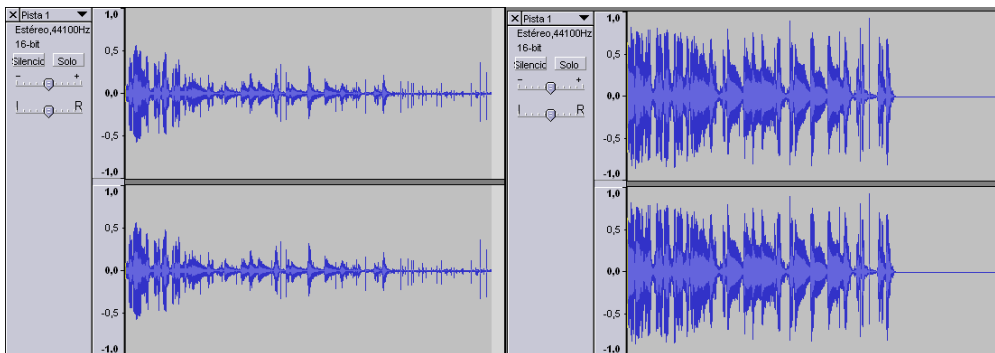 Pista 1
Estéreo,44100Hz
16-bit
Silencio Solo
- +
L R
1,0
0,5
0,0
-0,5
-1,0
1,0
0,5
0,0
-0,5
-1,0
Pista 1
Estéreo,44100Hz
16-bit
Silencio Solo
- +
L R
1,0
0,5
0,0
-0,5
-1,0
1,0
0,5
0,0
-0,5
-1,0